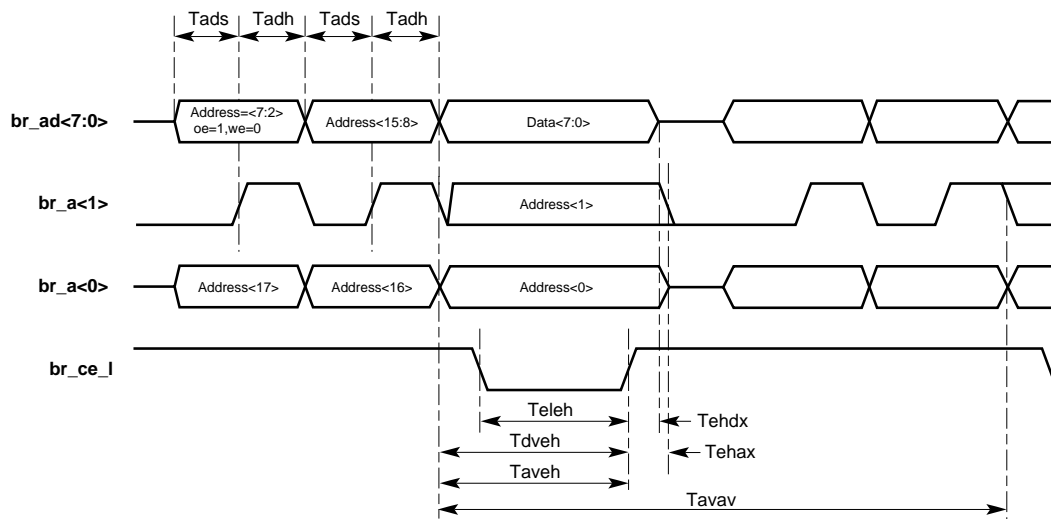 Tads Tadh Tads Tadh
br_ad<7:0>
Address=<7:2>
oe=1,we=0
Address<15:8>
Data<7:0>
br_a<1>
Address<1>
br_a<0>
Address<17>
Address<16>
Address<0>
br_ce_l
Teleh
Tehdx
Tdveh
Tehax
Taveh
Tavav